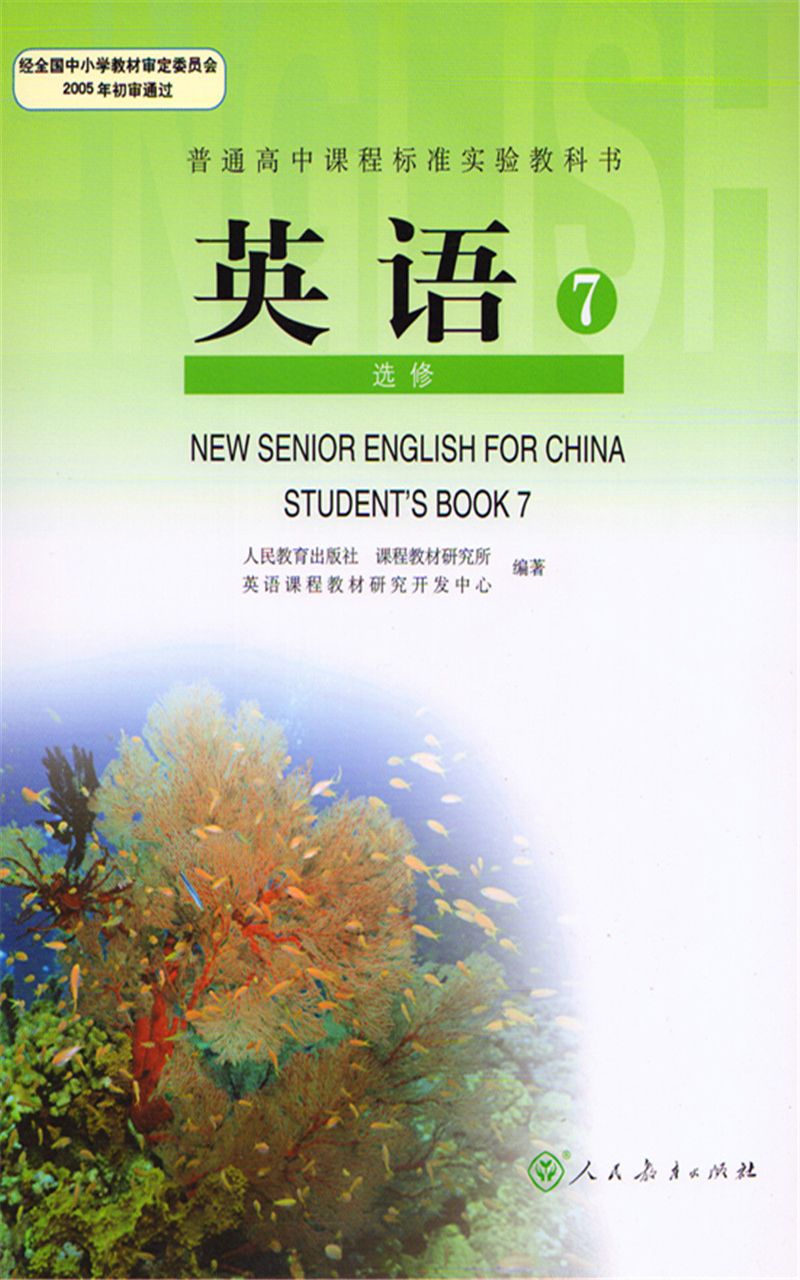 ENGLISH
经全国中小学教材审定委员会
2005年初审通过
普通高中课程标准实验教科书
英语 7
选修
NEW SENIOR ENGLISH FOR CHINA
STUDENT'S BOOK 7
人民教育出版社 课程教材研究所 编著
英语课程教材研究开发中心
人民教育出版社